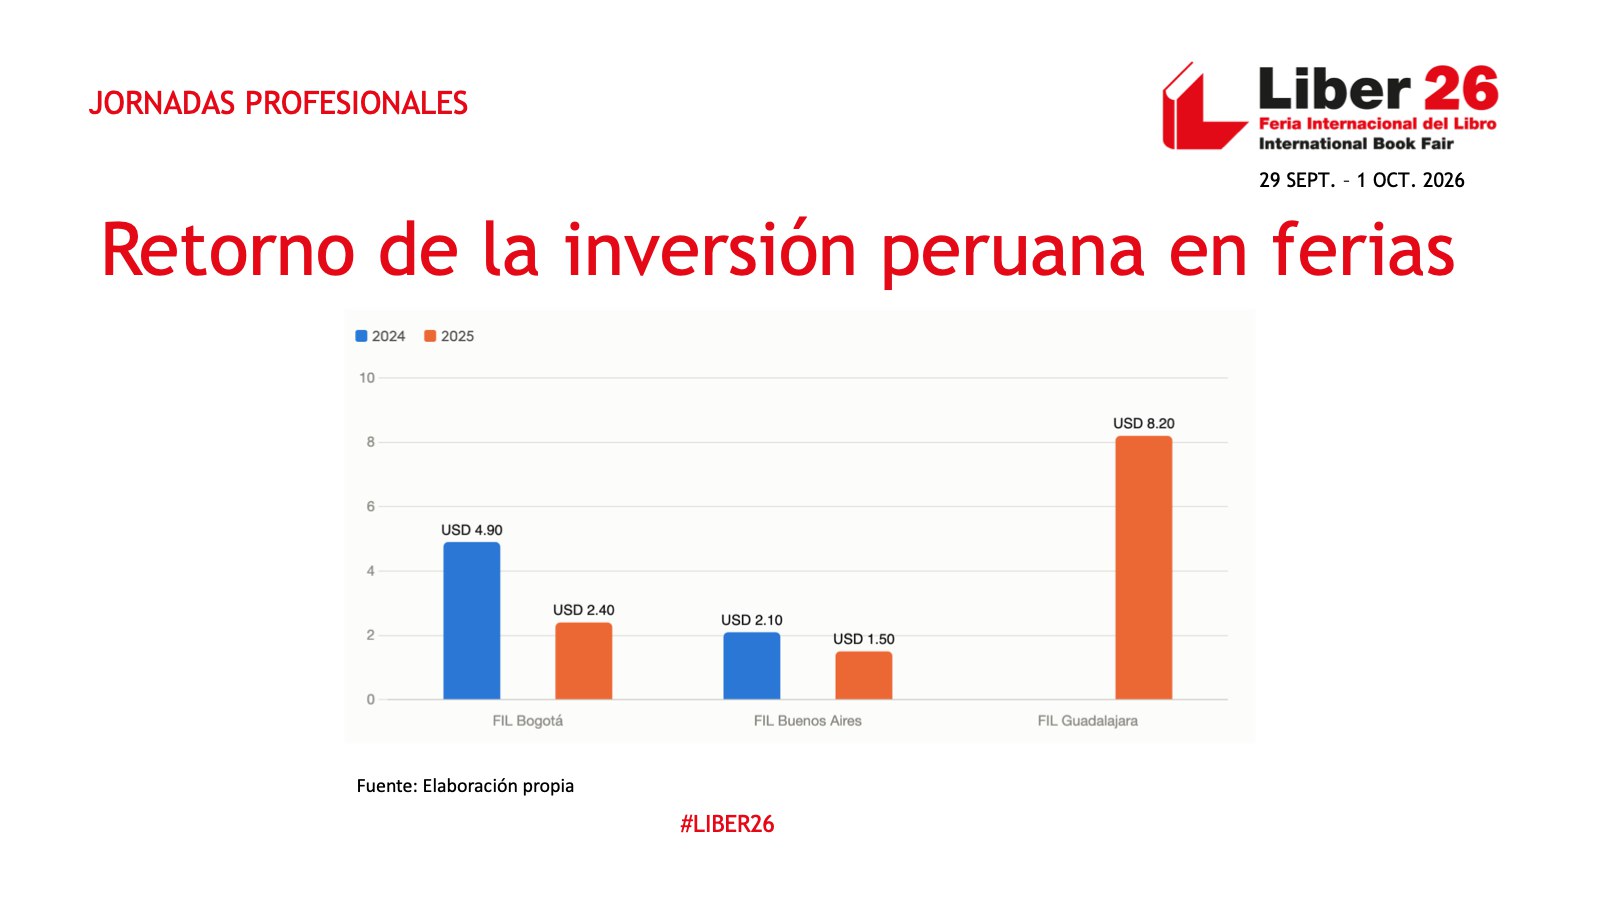 JORNADAS PROFESIONALES
Liber 26
Feria Internacional del Libro
International Book Fair
29 SEPT. - 1 OCT. 2026
Retorno de la inversión peruana en ferias
2024 2025
10
USD 8.20
8
6
USD 4.90
4
USD 2.40
USD 2.10
USD 1.50
2
0
FIL Bogotá FIL Buenos Aires FIL Guadalajara
Fuente: Elaboración propia
#LIBER26